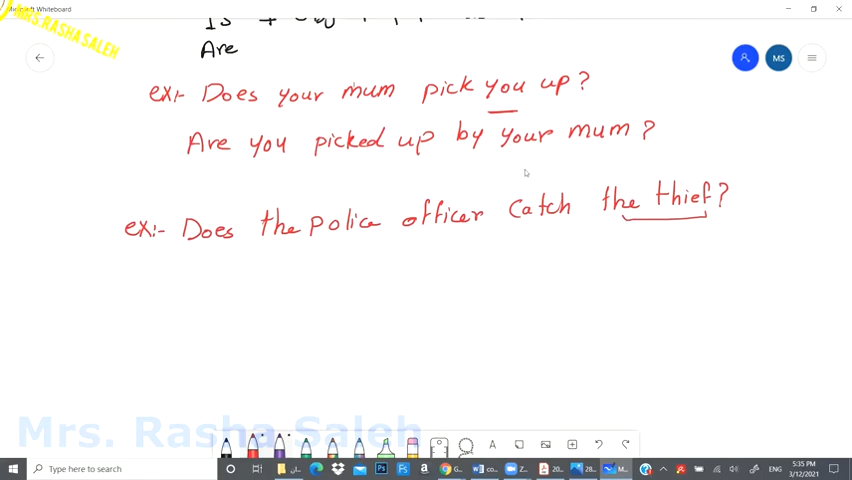 Microsoft Whiteboard
MRS.RASHA SALEH
Is + obj
Are
MS
ex:- Does your mum pick you up?
Are you picked up by your mum?
ex:- Does the police officer catch the thief?
Mrs. Rasha Saleh
Type here to search
ENG
5:35 PM
3/12/2021